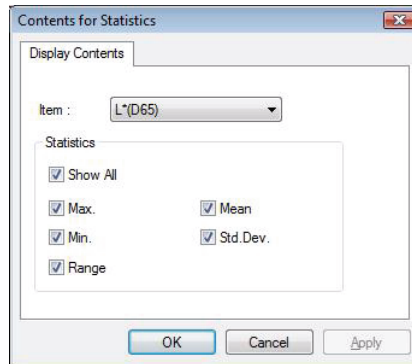 Contents for Statistics
Display Contents
Item :
L*(D65)
Statistics
Show All
Max.
Mean
Min.
Std.Dev.
Range
OK
Cancel
Apply